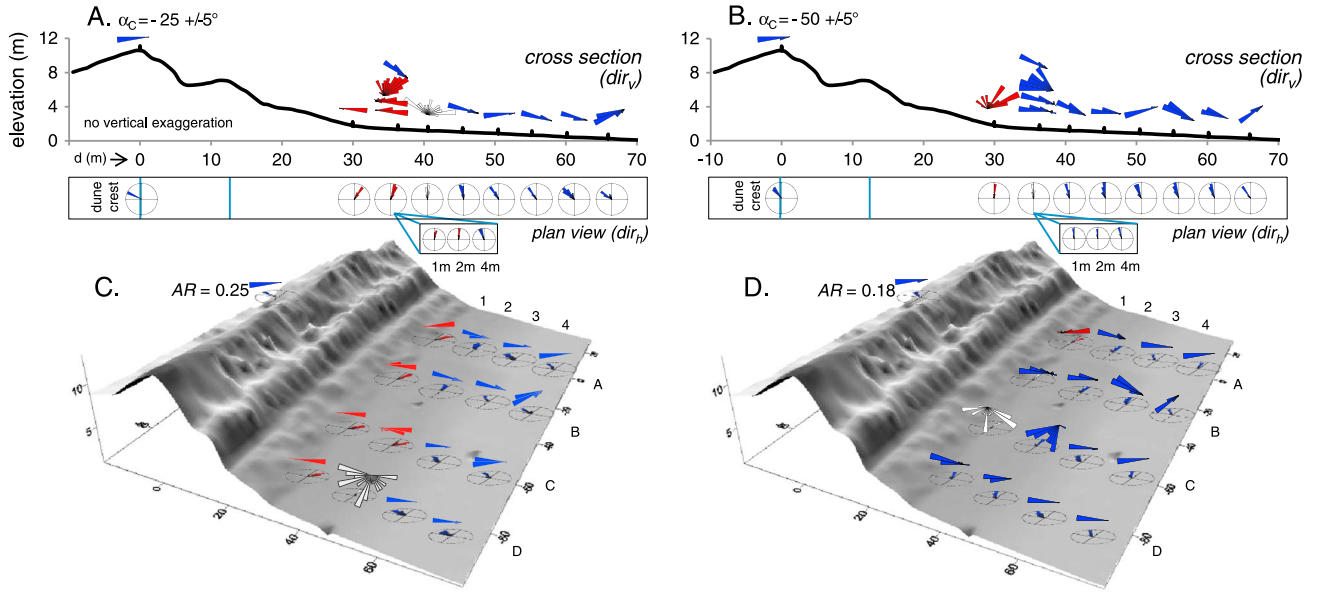 A. αC = - 25 +/-5°
B. αC = - 50 +/-5°
elevation (m)
12
8
4
0
cross section
(dirV)
no vertical exaggeration
d (m)
0 10 20 30 40 50 60 70
12
8
4
0
cross section
(dirV)
-10 0 10 20 30 40 50 60 70
dune
crest
plan view (dirh)
1m 2m 4m
dune
crest
plan view (dirh)
1m 2m 4m
C. AR = 0.25
1 2 3 4
A
B
C
D
10
5
0
20
40
60
D. AR = 0.18
1 2 3 4
A
B
C
D
10
5
0
20
40
60